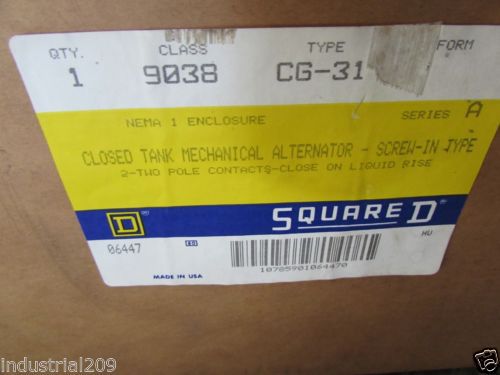 QTY. CLASS TYPE FORM
1 9038 CG-31
NEMA 1 ENCLOSURE SERIES A
CLOSED TANK MECHANICAL ALTERNATOR - SCREW-IN TYPE
2-TWO POLE CONTACTS-CLOSE ON LIQUID RISE
D ® SQUARE D ®
06447 HU
10785901064470
MADE IN USA
industrial209